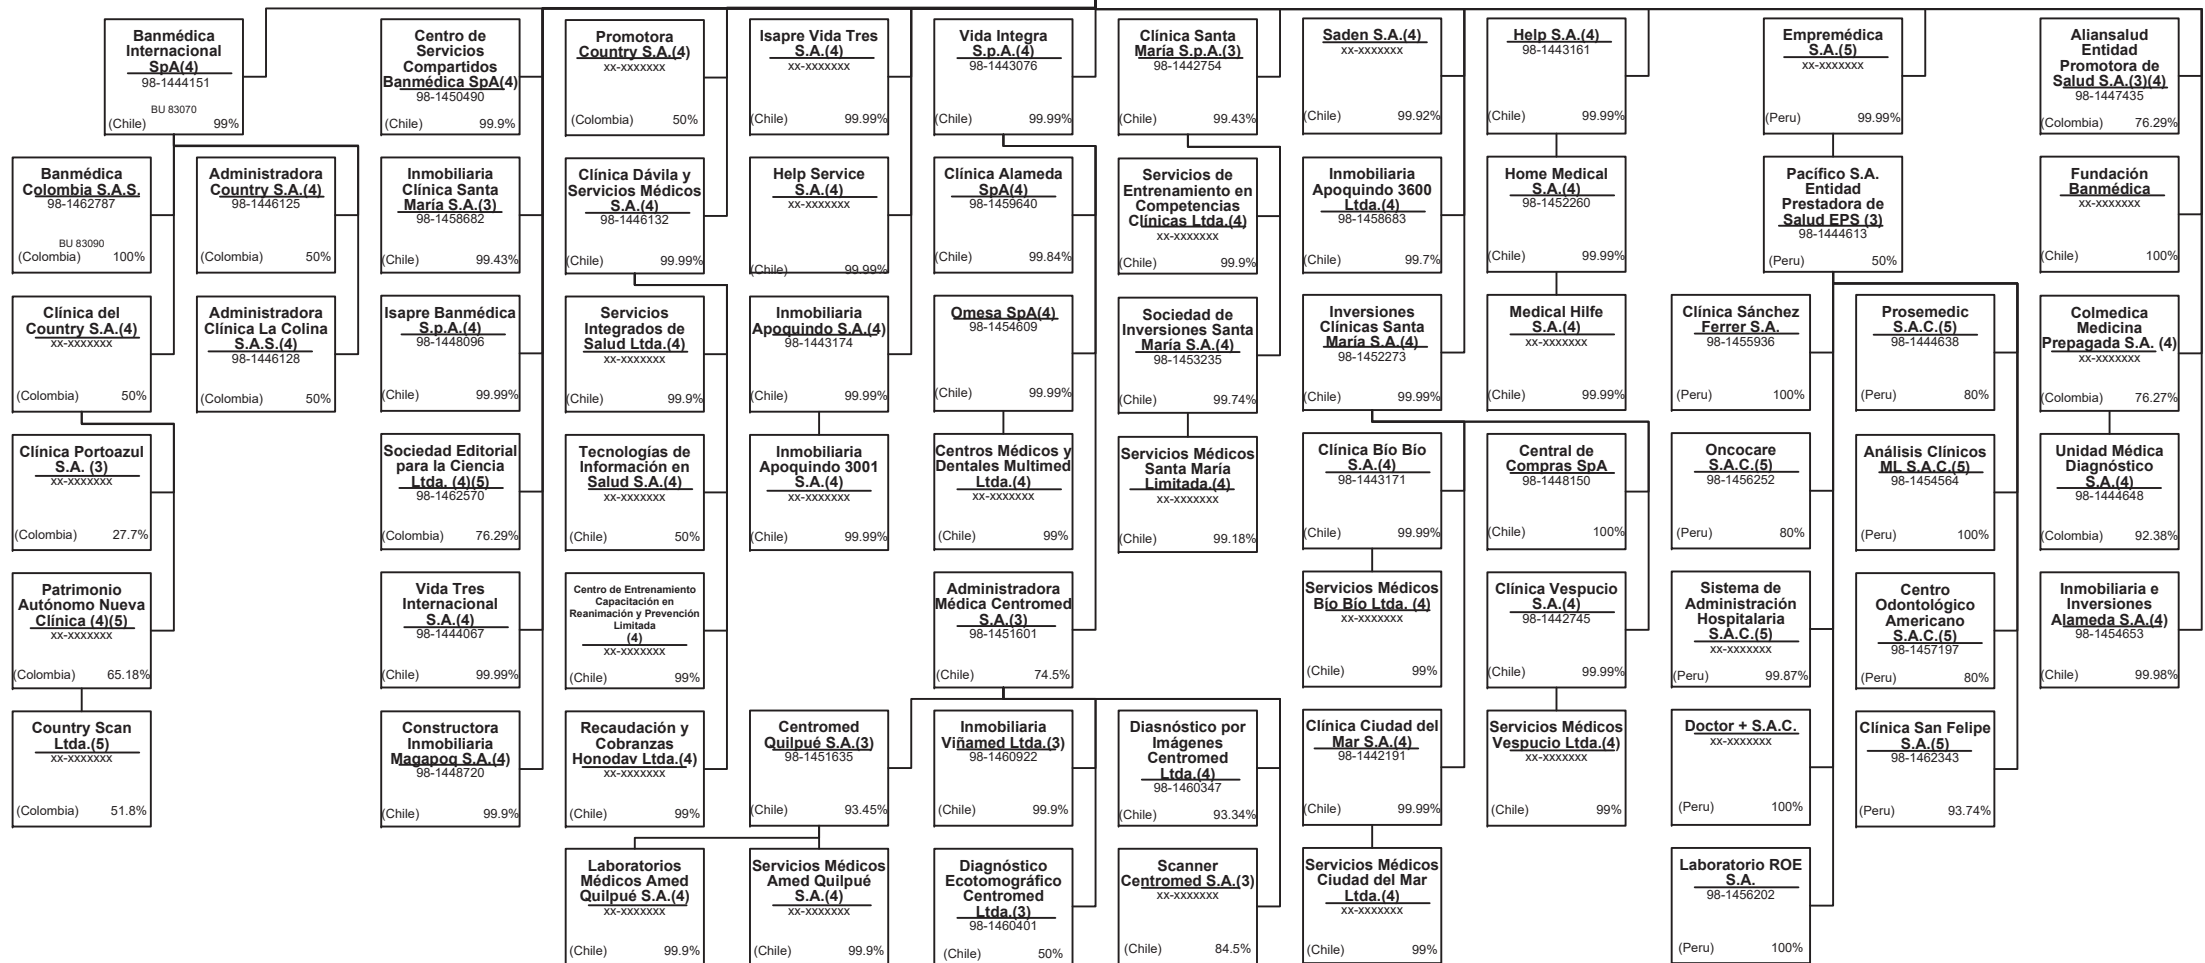 Banmédica
Internacional
SpA(4)
98-1444151
BU 83070
(Chile) 99%
Centro de
Servicios
Compartidos
Banmédica SpA(4)
98-1450490
(Chile) 99.9%
Promotora
Country S.A.(4)
xx-xxxxxxx
(Colombia) 50%
Isapre Vida Tres
S.A.(4)
xx-xxxxxxx
(Chile) 99.99%
Vida Integra
S.p.A.(4)
98-1443076
(Chile) 99.99%
Clínica Santa
María S.p.A.(3)
98-1442754
(Chile) 99.43%
Saden S.A.(4)
xx-xxxxxxx
(Chile) 99.92%
Help S.A.(4)
98-1443161
(Chile) 99.99%
Empremédica
S.A.(5)
xx-xxxxxxx
(Peru) 99.99%
Aliansalud
Entidad
Promotora de
Salud S.A.(3)(4)
98-1447435
(Colombia) 76.29%
Banmédica
Colombia S.A.S.
98-1462787
BU 83090
(Colombia) 100%
Administradora
Country S.A.(4)
98-1446125
(Colombia) 50%
Inmobiliaria
Clínica Santa
María S.A.(3)
98-1458682
(Chile) 99.43%
Clínica Dávila y
Servicios Médicos
S.A.(4)
98-1446132
(Chile) 99.99%
Help Service
S.A.(4)
xx-xxxxxxx
(Chile) 99.99%
Clínica Alameda
SpA(4)
98-1459640
(Chile) 99.84%
Servicios de
Entrenamiento en
Competencias
Clínicas Ltda.(4)
xx-xxxxxxx
(Chile) 99.9%
Inmobiliaria
Apoquindo 3600
Ltda.(4)
98-1458683
(Chile) 99.7%
Home Medical
S.A.(4)
98-1452260
(Chile) 99.99%
Pacífico S.A.
Entidad
Prestadora de
Salud EPS (3)
98-1444613
(Peru) 50%
Fundación
Banmédica
xx-xxxxxxx
(Chile) 100%
Clínica del
Country S.A.(4)
xx-xxxxxxx
(Colombia) 50%
Administradora
Clínica La Colina
S.A.S.(4)
98-1446128
(Colombia) 50%
Isapre Banmédica
S.p.A.(4)
98-1448096
(Chile) 99.99%
Servicios
Integrados de
Salud Ltda.(4)
xx-xxxxxxx
(Chile) 99.9%
Inmobiliaria
Apoquindo S.A.(4)
98-1443174
(Chile) 99.99%
Omesa SpA(4)
98-1454609
(Chile) 99.99%
Sociedad de
Inversiones Santa
María S.A.(4)
98-1453235
(Chile) 99.74%
Inversiones
Clínicas Santa
María S.A.(4)
98-1452273
(Chile) 99.99%
Medical Hilfe
S.A.(4)
xx-xxxxxxx
(Chile) 99.99%
Clínica Sánchez
Ferrer S.A.
98-1455936
(Peru) 100%
Prosemedic
S.A.C.(5)
98-1444638
(Peru) 80%
Colmedica
Medicina
Prepagada S.A. (4)
xx-xxxxxxx
(Colombia) 76.27%
Clínica Portoazul
S.A. (3)
xx-xxxxxxx
(Colombia) 27.7%
Sociedad Editorial
para la Ciencia
Ltda. (4)(5)
98-1462570
(Colombia) 76.29%
Tecnologías de
Información en
Salud S.A.(4)
xx-xxxxxxx
(Chile) 50%
Inmobiliaria
Apoquindo 3001
S.A.(4)
xx-xxxxxxx
(Chile) 99.99%
Centros Médicos y
Dentales Multimed
Ltda.(4)
xx-xxxxxxx
(Chile) 99%
Servicios Médicos
Santa María
Limitada.(4)
xx-xxxxxxx
(Chile) 99.18%
Clínica Bío Bío
S.A.(4)
98-1443171
(Chile) 99.99%
Central de
Compras SpA
98-1448150
(Chile) 100%
Oncocare
S.A.C.(5)
98-1456252
(Peru) 80%
Análisis Clínicos
ML S.A.C.(5)
98-1454564
(Peru) 100%
Unidad Médica
Diagnóstico
S.A.(4)
98-1444648
(Colombia) 92.38%
Patrimonio
Autónomo Nueva
Clínica (4)(5)
xx-xxxxxxx
(Colombia) 65.18%
Vida Tres
Internacional
S.A.(4)
98-1444067
(Chile) 99.99%
Centro de Entrenamiento
Capacitación en
Reanimación y Prevención
Limitada
(4)
xx-xxxxxxx
(Chile) 99%
Administradora
Médica Centromed
S.A.(3)
98-1451601
(Chile) 74.5%
Servicios Médicos
Bío Bío Ltda. (4)
xx-xxxxxxx
(Chile) 99%
Clínica Vespucio
S.A.(4)
98-1442745
(Chile) 99.99%
Sistema de
Administración
Hospitalaria
S.A.C.(5)
xx-xxxxxxx
(Peru) 99.87%
Centro
Odontológico
Americano
S.A.C.(5)
98-1457197
(Peru) 80%
Inmobiliaria e
Inversiones
Alameda S.A.(4)
98-1454653
(Chile) 99.98%
Country Scan
Ltda.(5)
xx-xxxxxxx
(Colombia) 51.8%
Constructora
Inmobiliaria
Magapoq S.A.(4)
98-1448720
(Chile) 99.9%
Recaudación y
Cobranzas
Honodav Ltda.(4)
xx-xxxxxxx
(Chile) 99%
Centromed
Quilpué S.A.(3)
98-1451635
(Chile) 93.45%
Inmobiliaria
Viñamed Ltda.(3)
98-1460922
(Chile) 99.9%
Diasnóstico por
Imágenes
Centromed
Ltda.(4)
98-1460347
(Chile) 93.34%
Clínica Ciudad del
Mar S.A.(4)
98-1442191
(Chile) 99.99%
Servicios Médicos
Vespucio Ltda.(4)
xx-xxxxxxx
(Chile) 99%
Doctor + S.A.C.
xx-xxxxxxx
(Peru) 100%
Clínica San Felipe
S.A.(5)
98-1462343
(Peru) 93.74%
Laboratorios
Médicos Amed
Quilpué S.A.(4)
xx-xxxxxxx
(Chile) 99.9%
Servicios Médicos
Amed Quilpué
S.A.(4)
xx-xxxxxxx
(Chile) 99.9%
Diagnóstico
Ecotomográfico
Centromed
Ltda.(3)
98-1460401
(Chile) 50%
Scanner
Centromed S.A.(3)
xx-xxxxxxx
(Chile) 84.5%
Servicios Médicos
Ciudad del Mar
Ltda.(4)
xx-xxxxxxx
(Chile) 99%
Laboratorio ROE
S.A.
98-1456202
(Peru) 100%